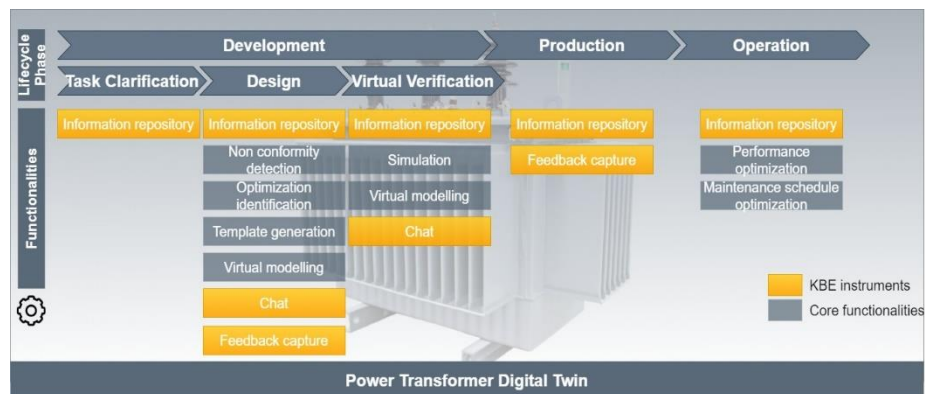 Lifecycle
Phase
Development
Production
Operation
Task Clarification
Design
Virtual Verification
Functionalities
Information repository
Information repository
Information repository
Information repository
Information repository
Non conformity
detection
Simulation
Feedback capture
Performance
optimization
Optimization
identification
Virtual modelling
Maintenance schedule
optimization
Template generation
Chat
Virtual modelling
Chat
Feedback capture
KBE instruments
Core functionalities
Power Transformer Digital Twin